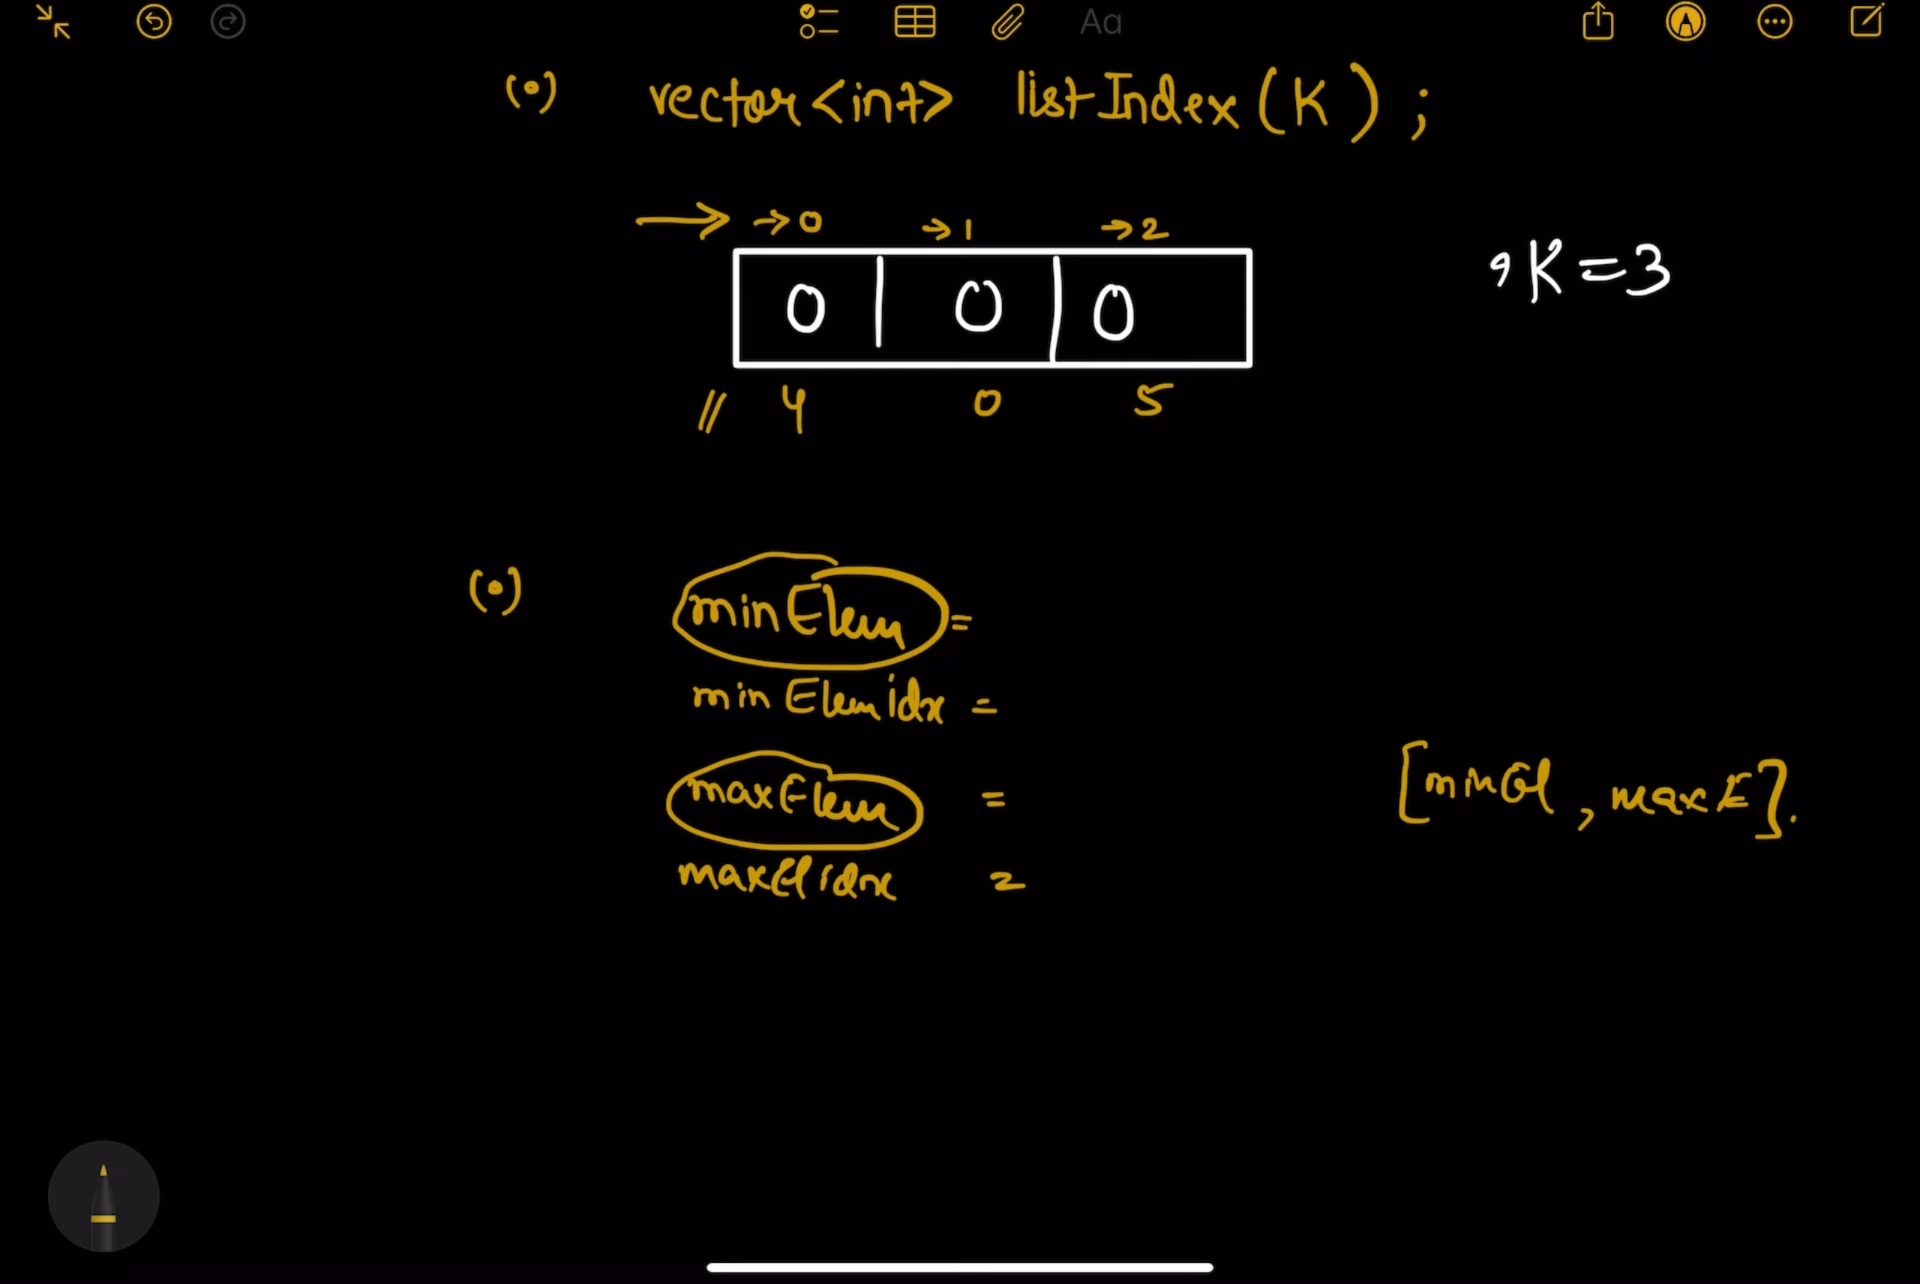 Aa
(•) vector<int> listIndex(K);
→ →0 →1 →2
0 | 0 | 0
, K=3
// 4 0 5
(•) minElem =
minElemidx =
maxElem =
[minEl, maxE].
maxElidx =